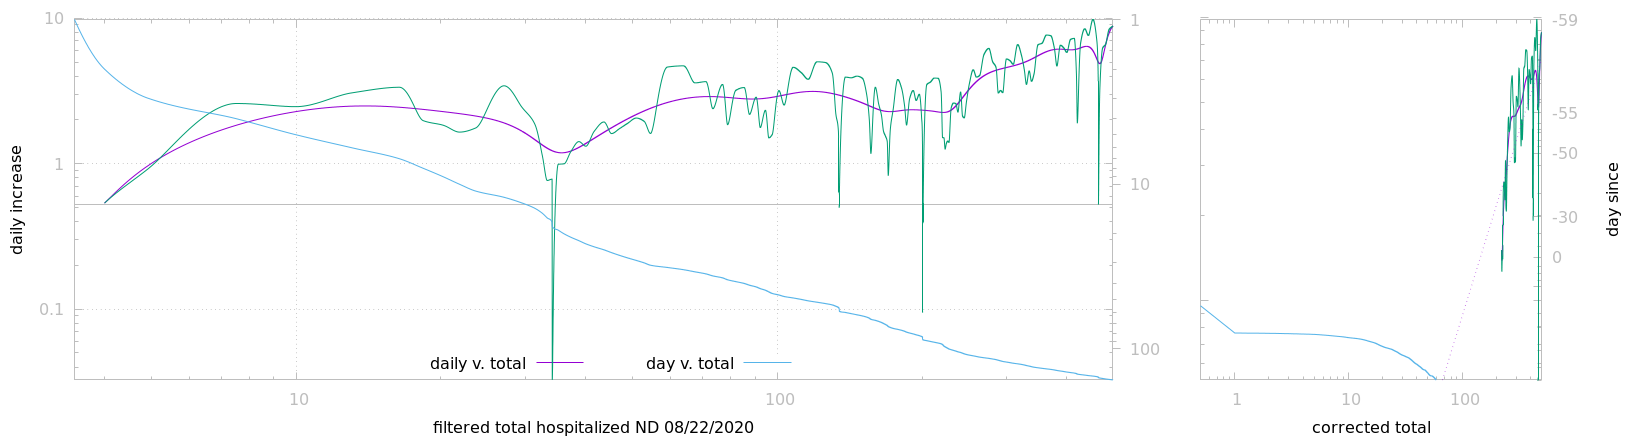 10
1
0.1
daily increase
10
100
1
10
100
daily v. total
day v. total
filtered total hospitalized ND 08/22/2020
-59
-55
-50
-30
0
day since
1
10
100
corrected total